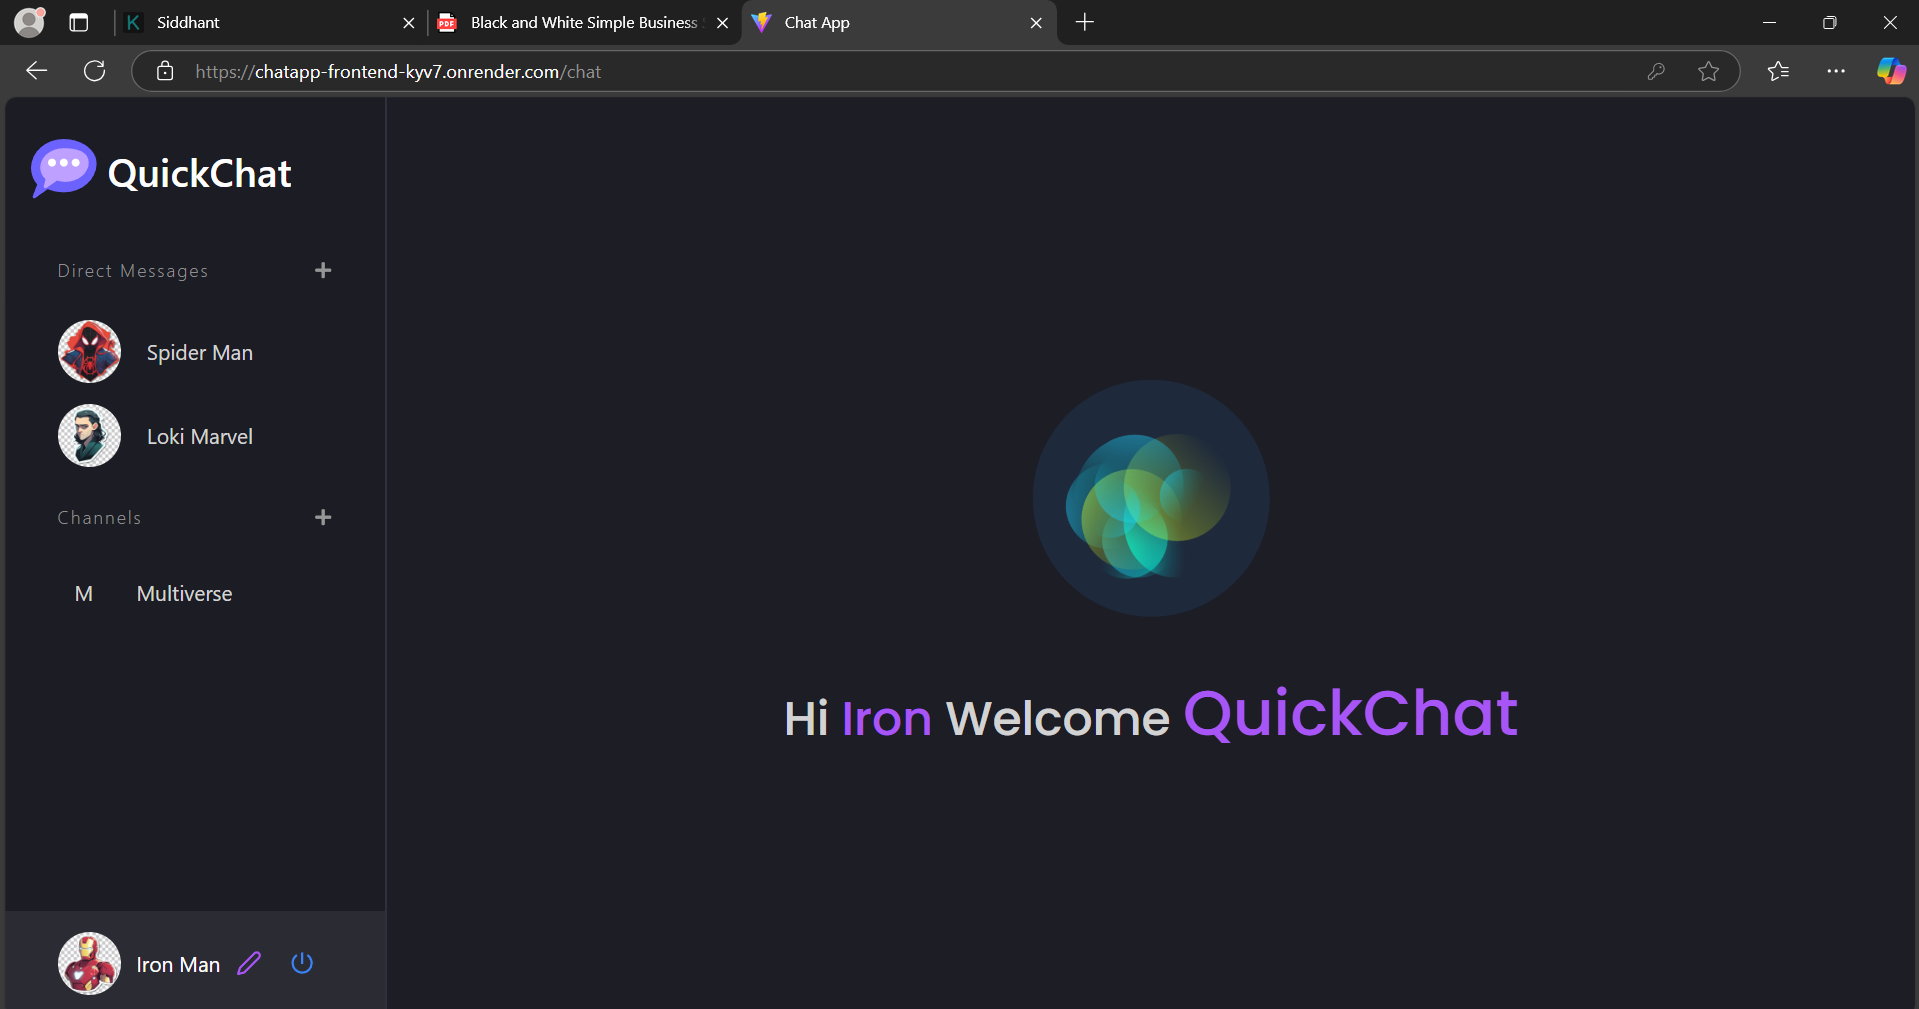 Siddhant
Black and White Simple Business
Chat App
https://chatapp-frontend-kyv7.onrender.com/chat
QuickChat
Direct Messages
Spider Man
Loki Marvel
Channels
M Multiverse
Iron Man
Hi Iron Welcome QuickChat